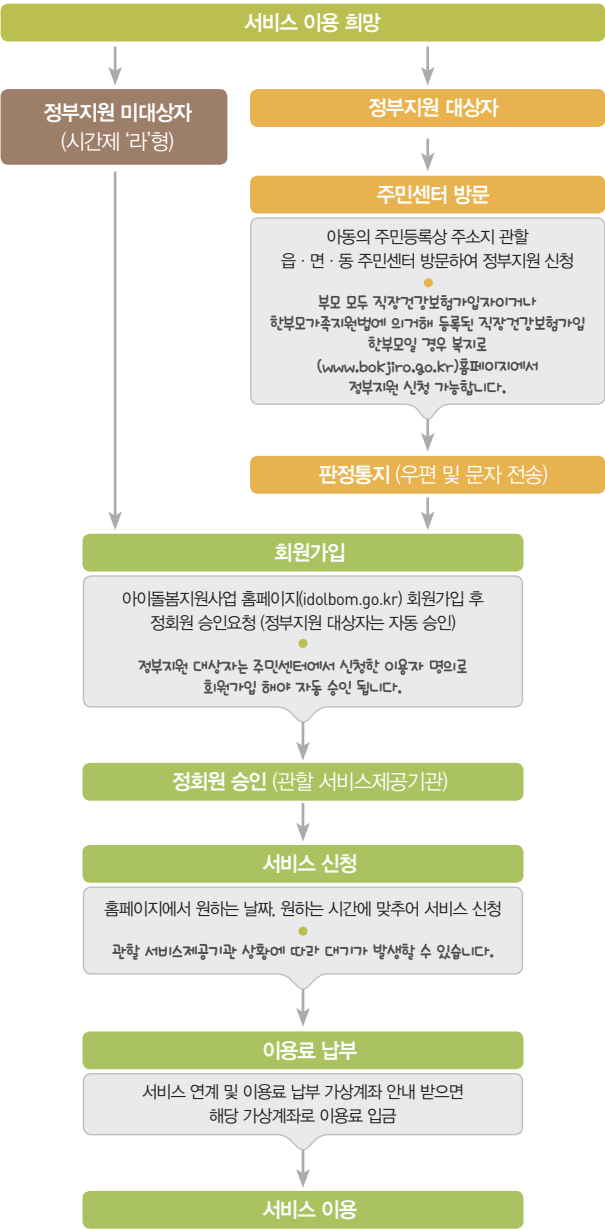 서비스 이용 희망
정부지원 미대상자
(시간제 '라'형)
정부지원 대상자
주민센터 방문
아동의 주민등록상 주소지 관할
읍 · 면 · 동 주민센터 방문하여 정부지원 신청
부모 모두 직장건강보험가입자이거나
한부모가족지원법에 의거해 등록된 직장건강보험가입
한부모일 경우 복지로
(www.bokjiro.go.kr)홈페이지에서
정부지원 신청 가능합니다.
판정통지 (우편 및 문자 전송)
회원가입
아이돌봄지원사업 홈페이지(idolbom.go.kr) 회원가입 후
정회원 승인요청 (정부지원 대상자는 자동 승인)
정부지원 대상자는 주민센터에서 신청한 이용자 명의로
회원가입 해야 자동 승인 됩니다.
정회원 승인 (관할 서비스제공기관)
서비스 신청
홈페이지에서 원하는 날짜, 원하는 시간에 맞추어 서비스 신청
관할 서비스제공기관 상황에 따라 대기가 발생할 수 있습니다.
이용료 납부
서비스 연계 및 이용료 납부 가상계좌 안내 받으면
해당 가상계좌로 이용료 입금
서비스 이용